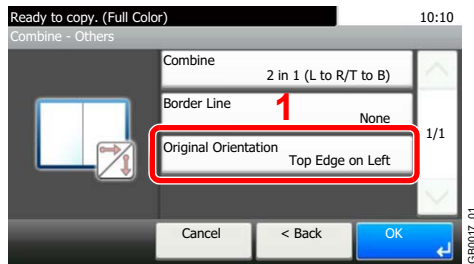 Ready to copy. (Full Color)
10:10
Combine - Others
Combine
2 in 1 (L to R/T to B)
Border Line
1
None
1/1
Original Orientation
Top Edge on Left
Cancel
< Back
OK
GB0017_01